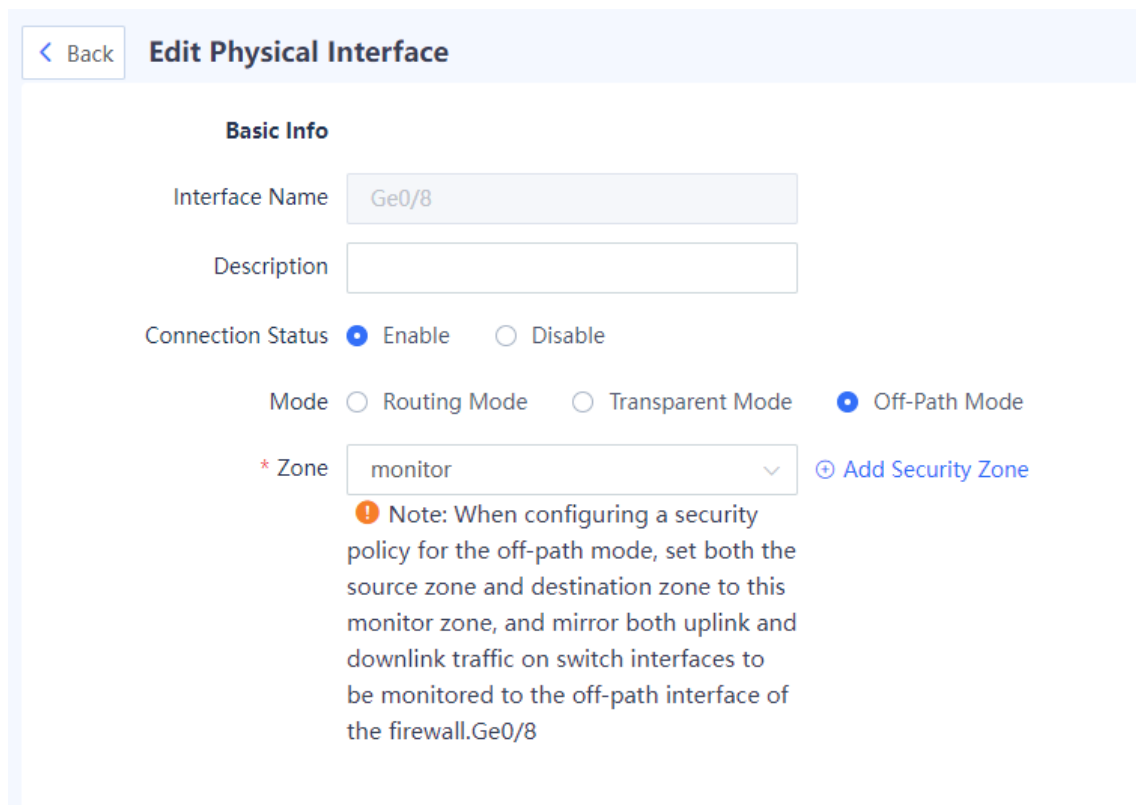 Back Edit Physical Interface
Basic Info
Interface Name Ge0/8
Description
Connection Status Enable Disable
Mode Routing Mode Transparent Mode Off-Path Mode
* Zone monitor Add Security Zone
Note: When configuring a security
policy for the off-path mode, set both the
source zone and destination zone to this
monitor zone, and mirror both uplink and
downlink traffic on switch interfaces to
be monitored to the off-path interface of
the firewall.Ge0/8